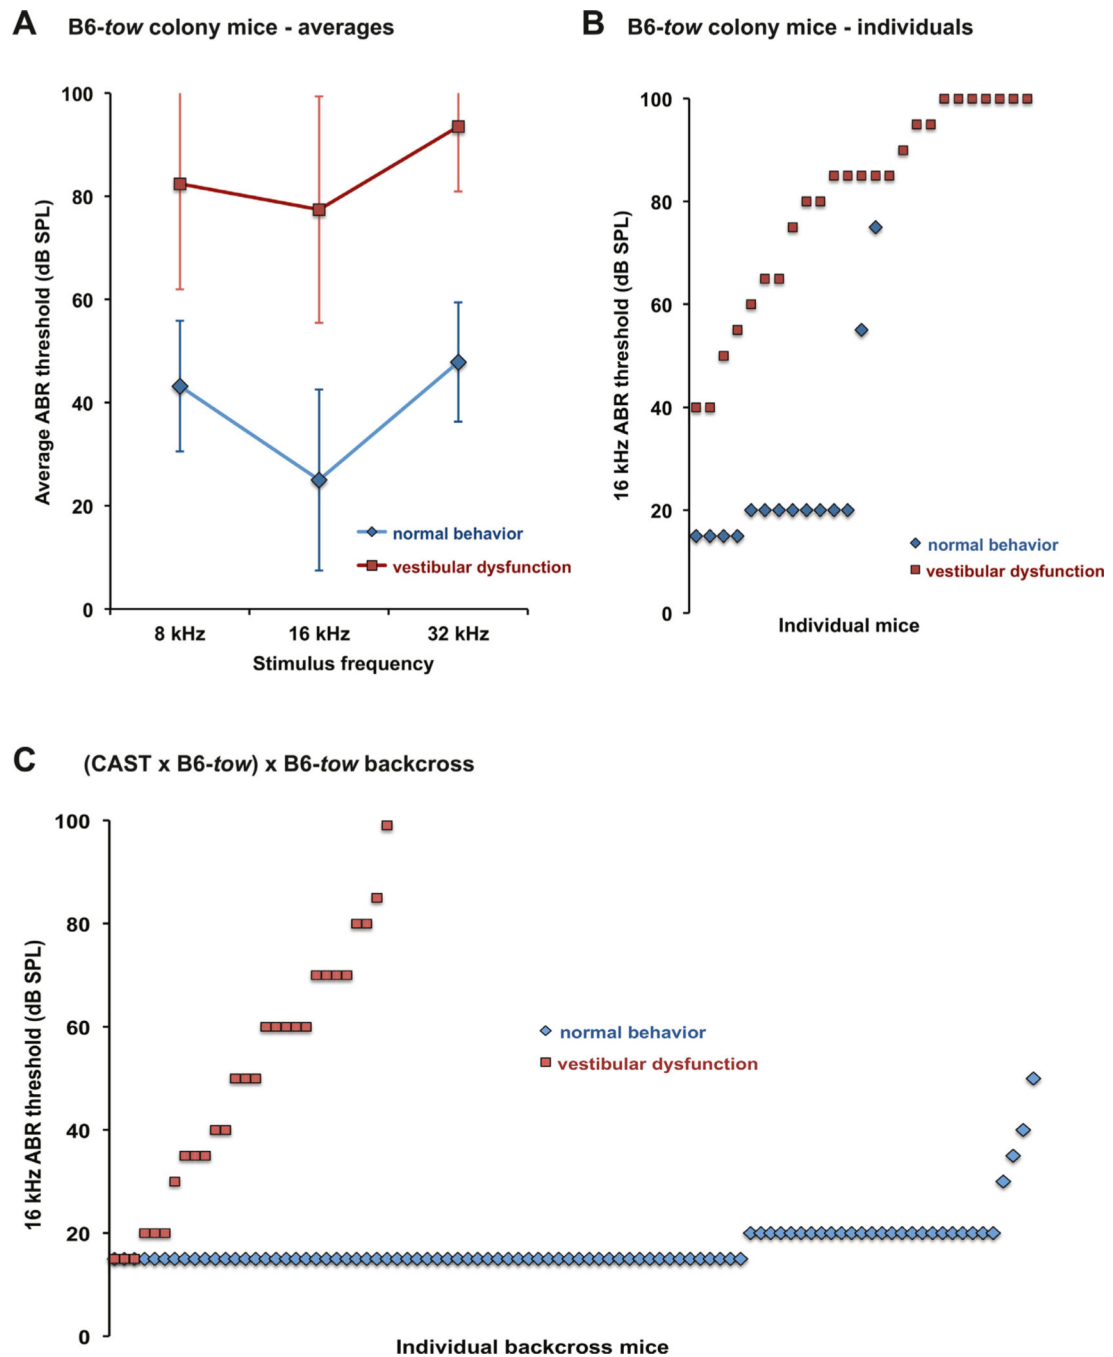 A B6-tow colony mice - averages
100
80
60
40
20
0
Average ABR threshold (dB SPL)
normal behavior
vestibular dysfunction
8 kHz 16 kHz 32 kHz
Stimulus frequency
B B6-tow colony mice - individuals
100
80
60
40
20
0
16 kHz ABR threshold (dB SPL)
normal behavior
vestibular dysfunction
Individual mice
C (CAST x B6-tow) x B6-tow backcross
100
80
60
40
20
0
16 kHz ABR threshold (dB SPL)
normal behavior
vestibular dysfunction
Individual backcross mice